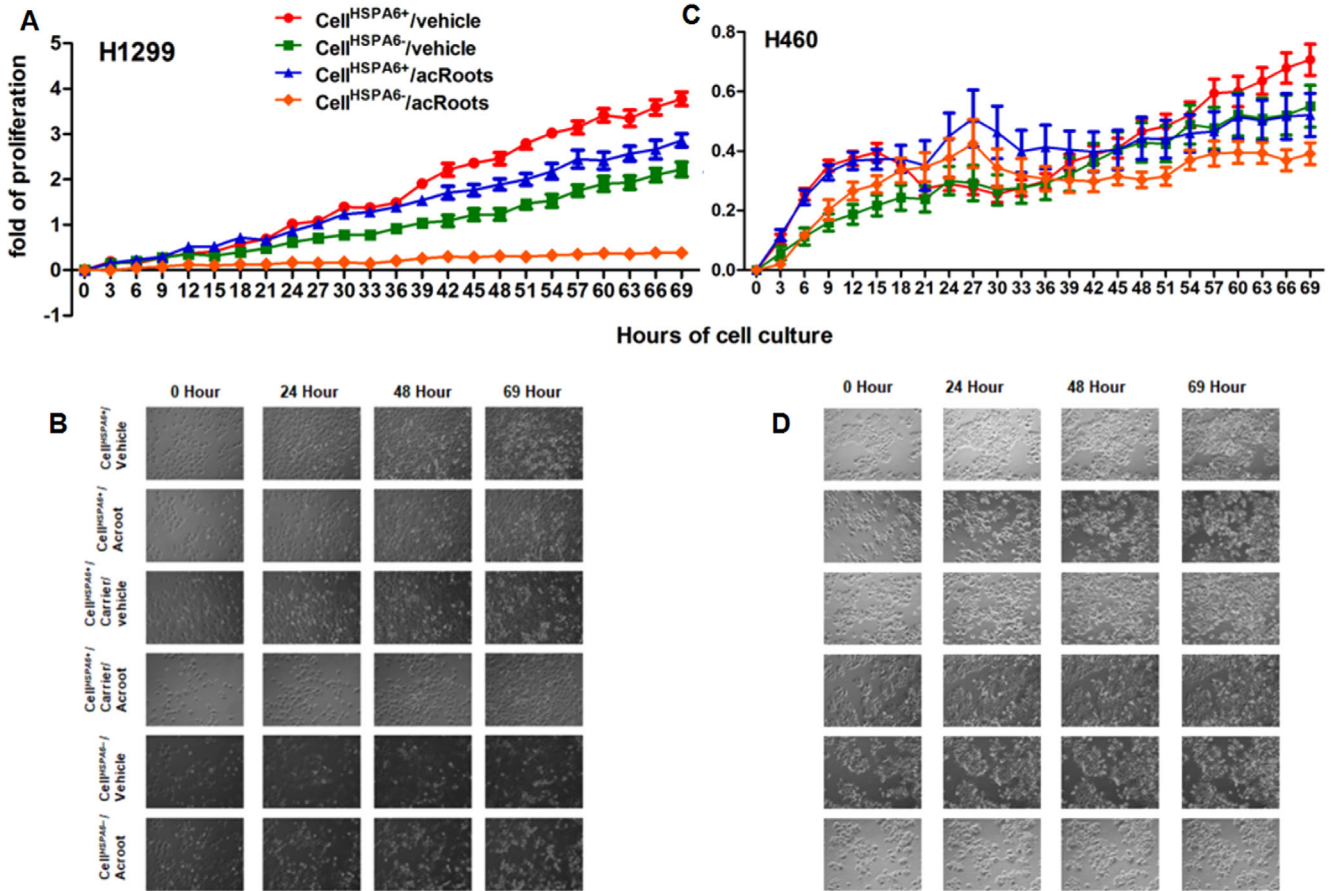 A
H1299
Cell^HSPA6+/vehicle
Cell^HSPA6-/vehicle
Cell^HSPA6+/acRoots
Cell^HSPA6-/acRoots
fold of proliferation
5
4
3
2
1
0
-1
0 3 6 9 12 15 18 21 24 27 30 33 36 39 42 45 48 51 54 57 60 63 66 69
C
H460
0.8
0.6
0.4
0.2
0.0
0 3 6 9 12 15 18 21 24 27 30 33 36 39 42 45 48 51 54 57 60 63 66 69
Hours of cell culture
B
0 Hour 24 Hour 48 Hour 69 Hour
Cell^HSPA6+/
Vehicle
Cell^HSPA6+/
Acroot
Cell^HSPA6+/
Carrier/
vehicle
Cell^HSPA6+/
Carrier/
Acroot
Cell^HSPA6–/
Vehicle
Cell^HSPA6–/
Acroot
D
0 Hour 24 Hour 48 Hour 69 Hour